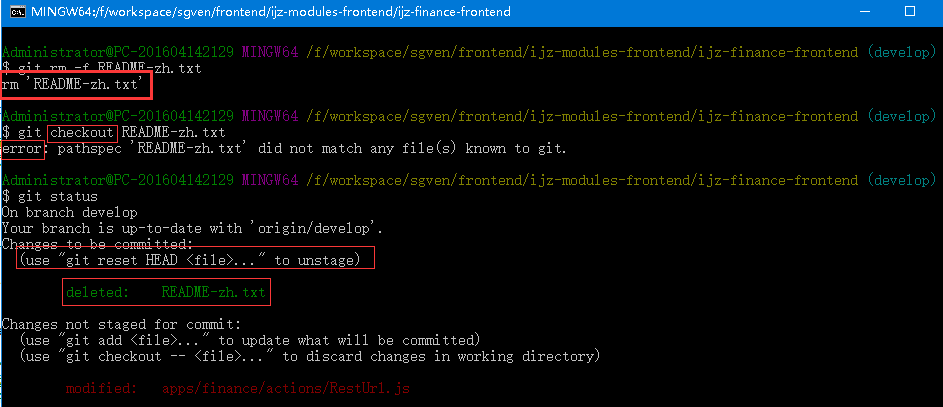 MINGW64:/f/workspace/sgven/frontend/ijz-modules-frontend/ijz-finance-frontend
Administrator@PC-201604142129 MINGW64 /f/workspace/sgven/frontend/ijz-modules-frontend/ijz-finance-frontend (develop)
$ git rm -f README-zh.txt
rm 'README-zh.txt'
Administrator@PC-201604142129 MINGW64 /f/workspace/sgven/frontend/ijz-modules-frontend/ijz-finance-frontend (develop)
$ git checkout README-zh.txt
error: pathspec 'README-zh.txt' did not match any file(s) known to git.
Administrator@PC-201604142129 MINGW64 /f/workspace/sgven/frontend/ijz-modules-frontend/ijz-finance-frontend (develop)
$ git status
On branch develop
Your branch is up-to-date with 'origin/develop'.
Changes to be committed:
(use "git reset HEAD <file>..." to unstage)
deleted: README-zh.txt
Changes not staged for commit:
(use "git add <file>..." to update what will be committed)
(use "git checkout -- <file>..." to discard changes in working directory)
modified: apps/finance/actions/RestUrl.js